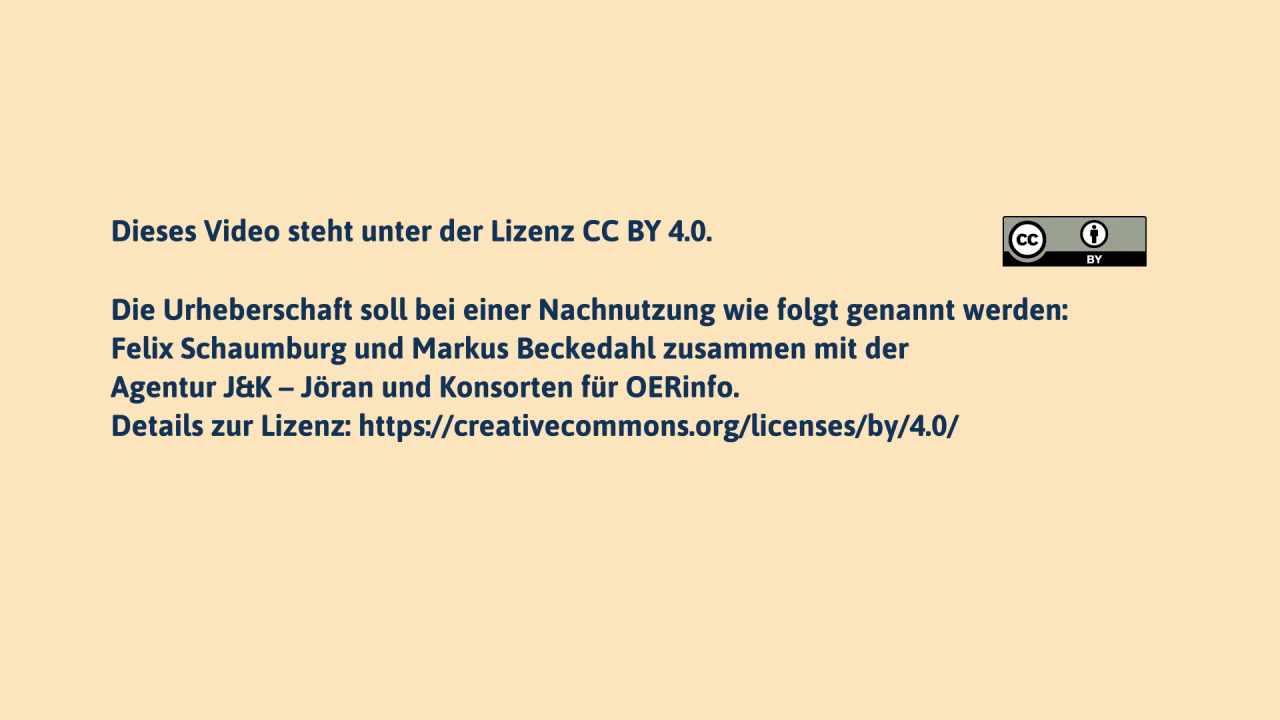 Dieses Video steht unter der Lizenz CC BY 4.0.
CC
BY
Die Urheberschaft soll bei einer Nachnutzung wie folgt genannt werden:
Felix Schaumburg und Markus Beckedahl zusammen mit der
Agentur J&K – Jöran und Konsorten für OERinfo.
Details zur Lizenz: https://creativecommons.org/licenses/by/4.0/